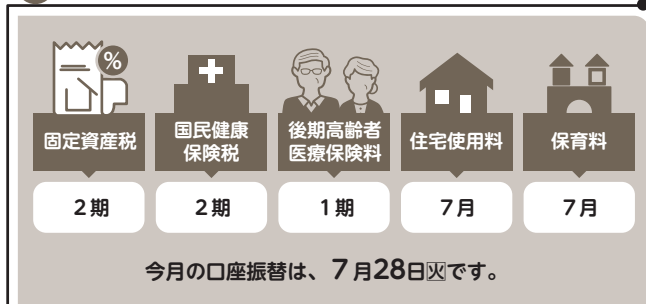 %
固定資産税
国民健康
保険税
後期高齢者
医療保険料
住宅使用料
保育料
2期
2期
1期
7月
7月
今月の口座振替は、7月28日火です。